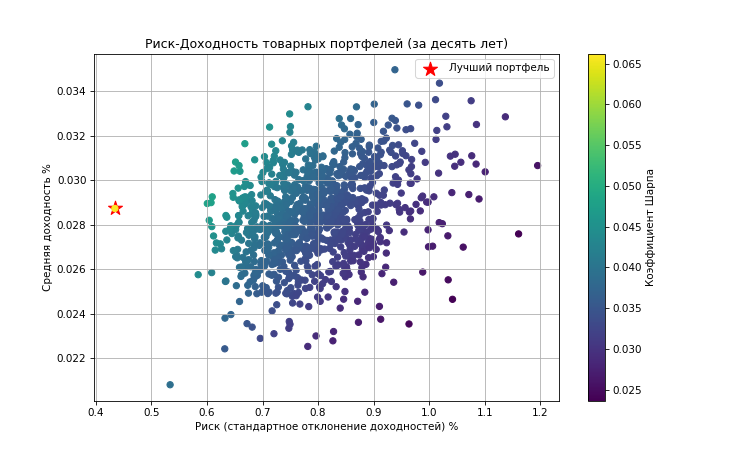 Риск-Доходность товарных портфелей (за десять лет)
Лучший портфель
Средняя доходность %
0.034
0.032
0.030
0.028
0.026
0.024
0.022
0.4 0.5 0.6 0.7 0.8 0.9 1.0 1.1 1.2
Риск (стандартное отклонение доходностей) %
0.065
0.060
0.055
0.050
0.045
0.040
0.035
0.030
0.025
Коэффициент Шарпа